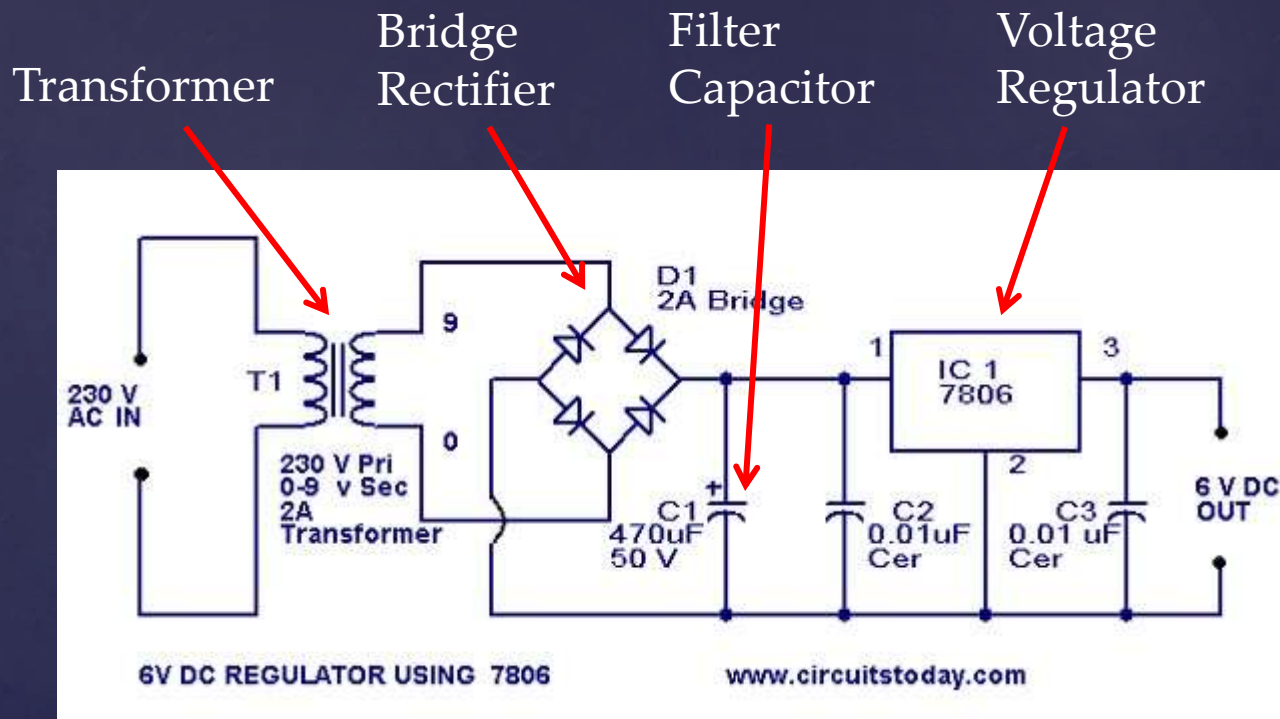 Transformer
Bridge
Rectifier
Filter
Capacitor
Voltage
Regulator
D1
2A Bridge
9
1
3
IC 1
7806
T1
230 V
AC IN
0
2
230 V Pri
0-9 v Sec
2A
Transformer
+
C1
470uF
50 V
C2
0.01uF
Cer
C3
0.01 uF
Cer
6 V DC
OUT
6V DC REGULATOR USING 7806
www.circuitstoday.com